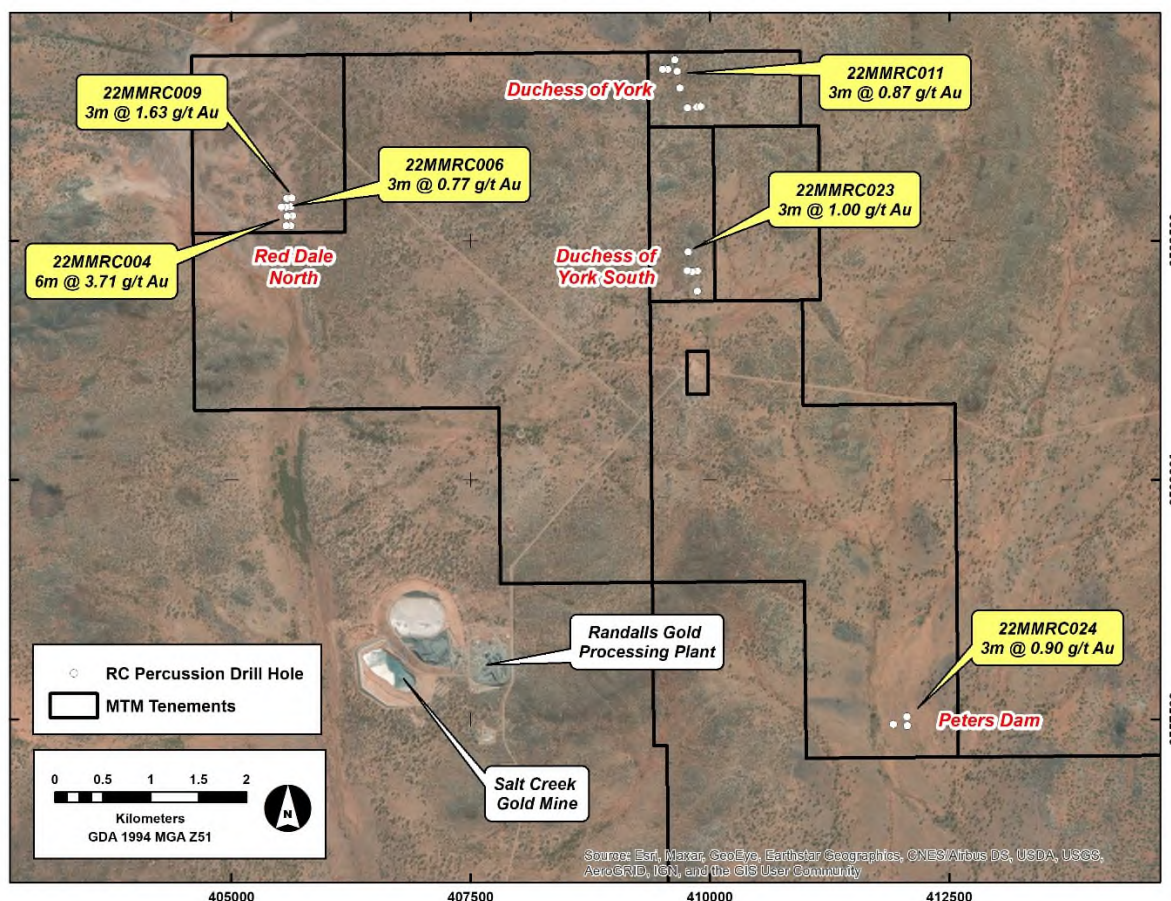 22MMRC009
3m @ 1.63 g/t Au
22MMRC006
3m @ 0.77 g/t Au
22MMRC004
6m @ 3.71 g/t Au
Red Dale
North
Duchess of York
22MMRC011
3m @ 0.87 g/t Au
22MMRC023
3m @ 1.00 g/t Au
Duchess of
York South
Randalls Gold
Processing Plant
22MMRC024
3m @ 0.90 g/t Au
Peters Dam
Salt Creek
Gold Mine
RC Percussion Drill Hole
MTM Tenements
0 0.5 1 1.5 2
Kilometers
GDA 1994 MGA Z51
N
Source: Esri, Maxar, GeoEye, Earthstar Geographics, CNES/Airbus DS, USDA, USGS,
AeroGRID, IGN, and the GIS User Community
405000 407500 410000 412500